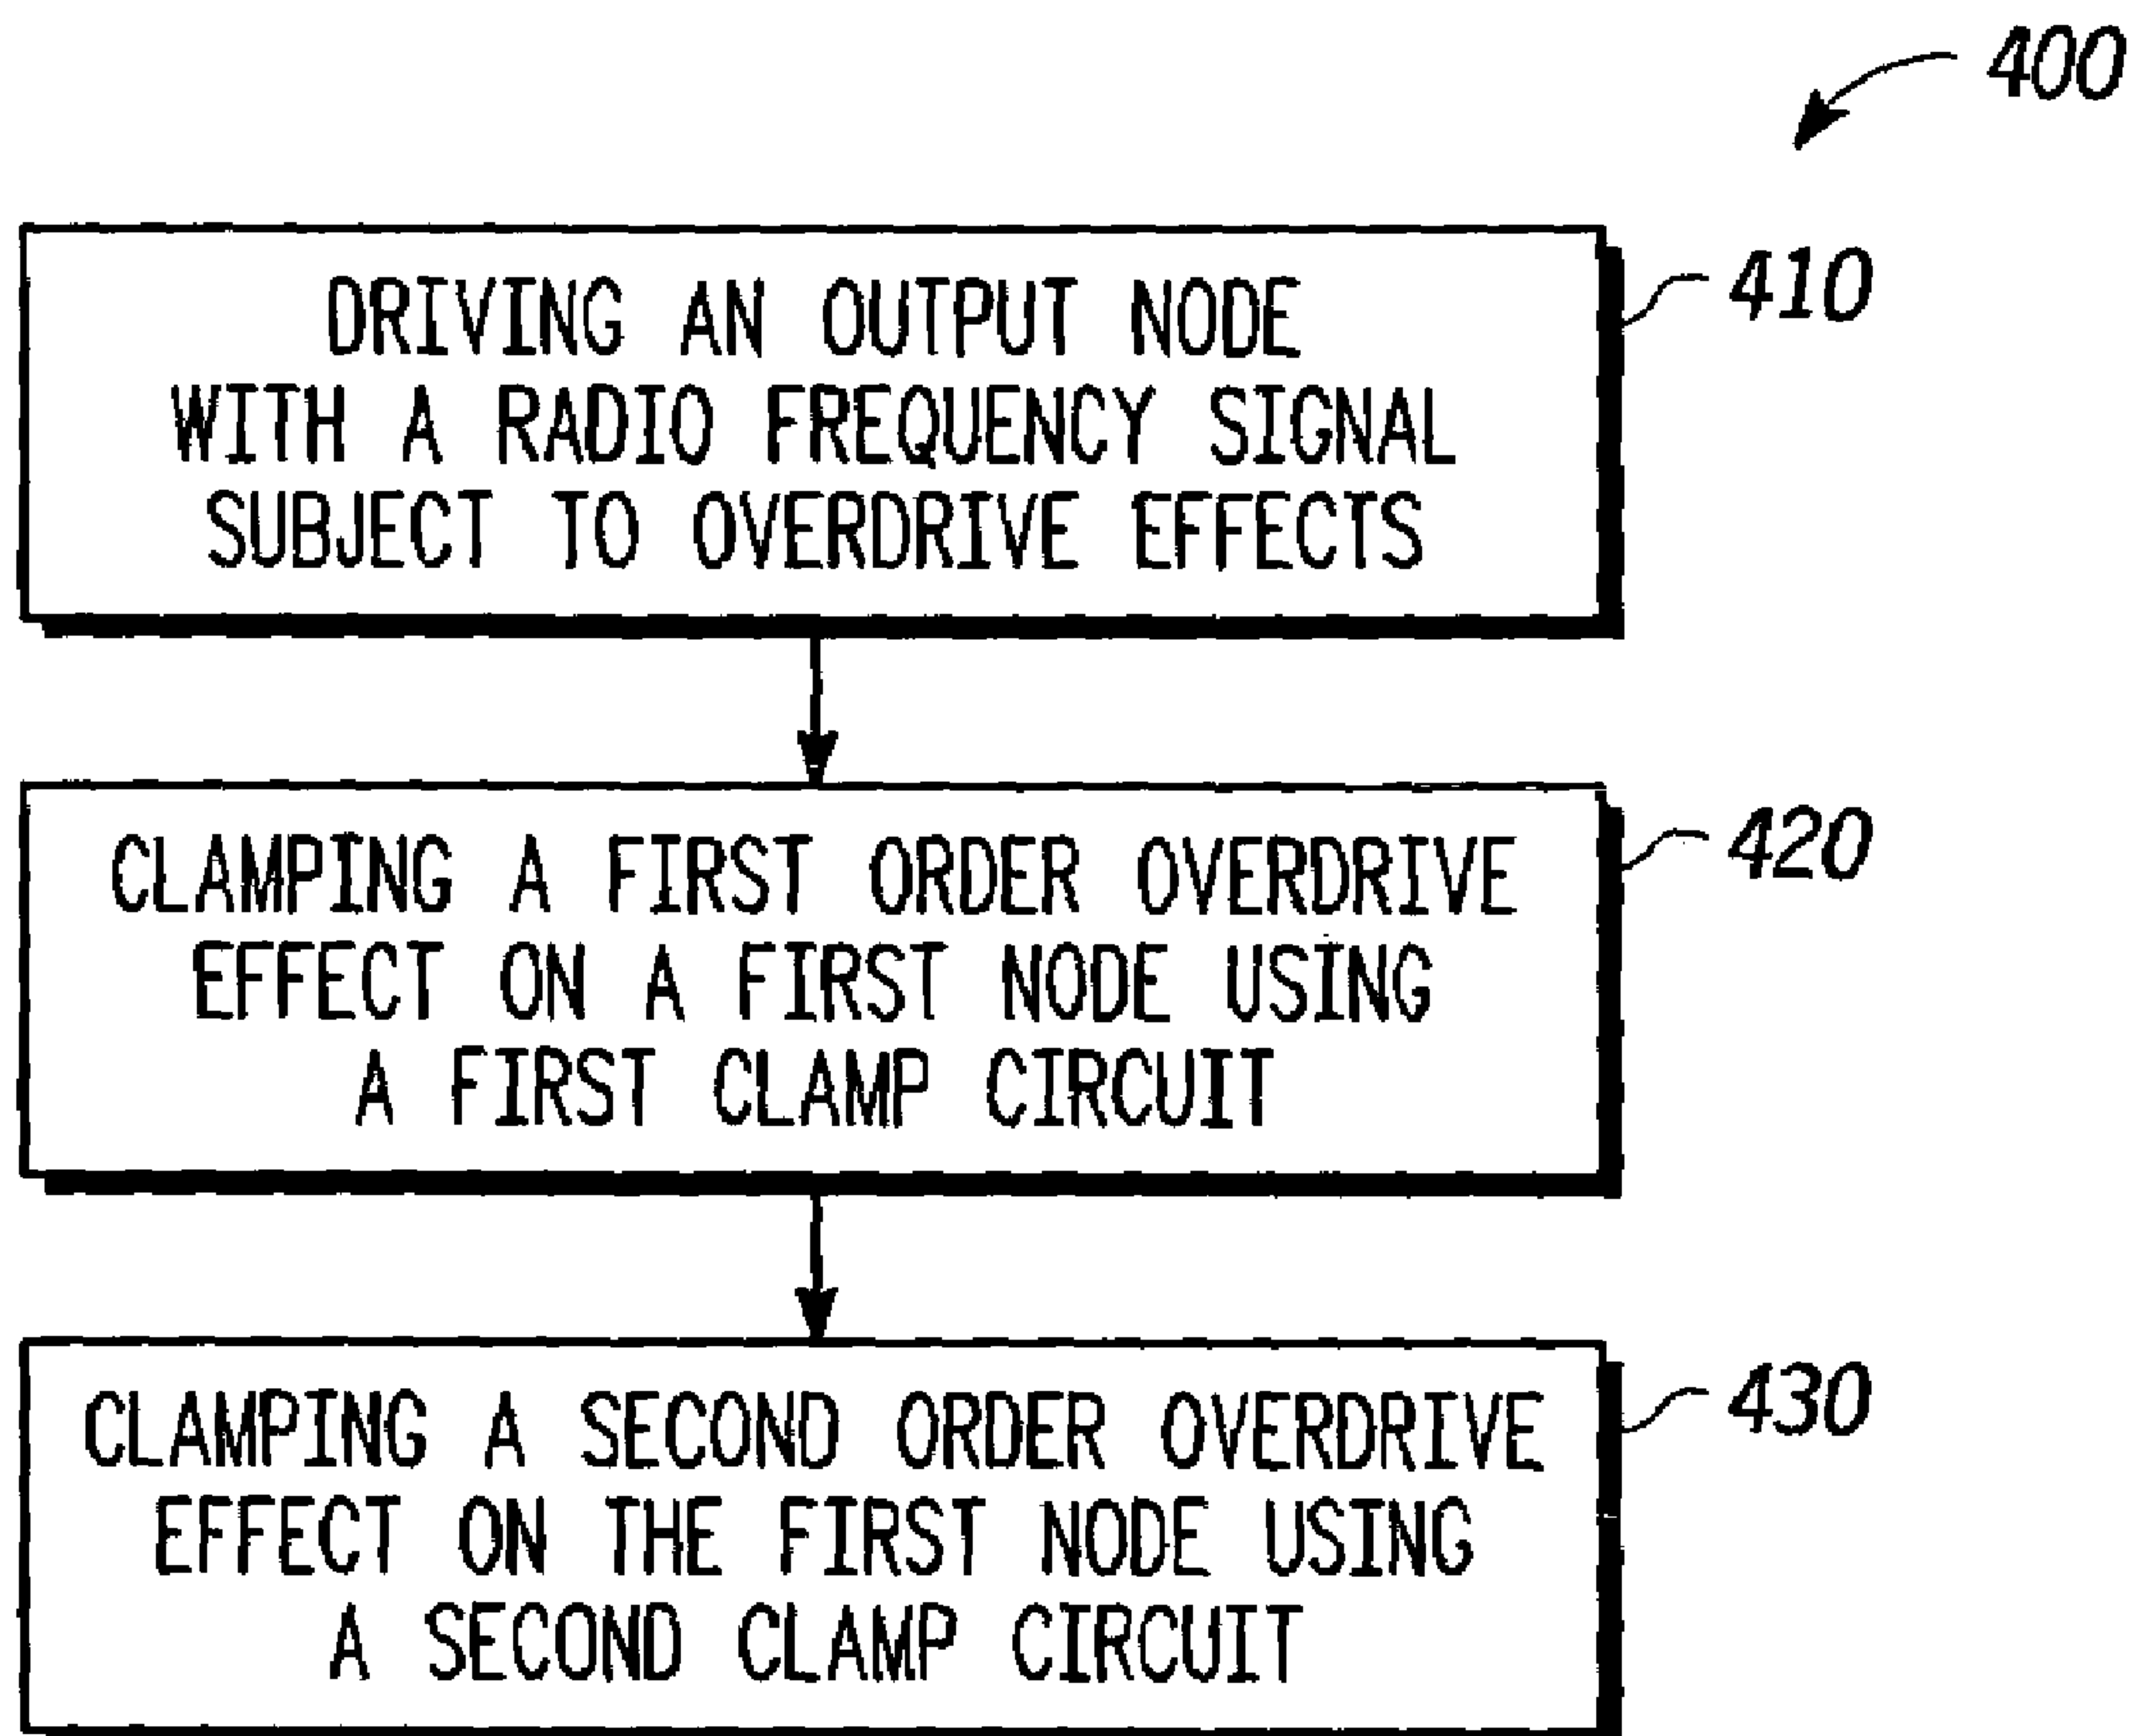 400
DRIVING AN OUTPUT NODE
WITH A RADIO FREQUENCY SIGNAL
SUBJECT TO OVERDRIVE EFFECTS
410
CLAMPING A FIRST ORDER OVERDRIVE
EFFECT ON A FIRST NODE USING
A FIRST CLAMP CIRCUIT
420
CLAMPING A SECOND ORDER OVERDRIVE
EFFECT ON THE FIRST NODE USING
A SECOND CLAMP CIRCUIT
430